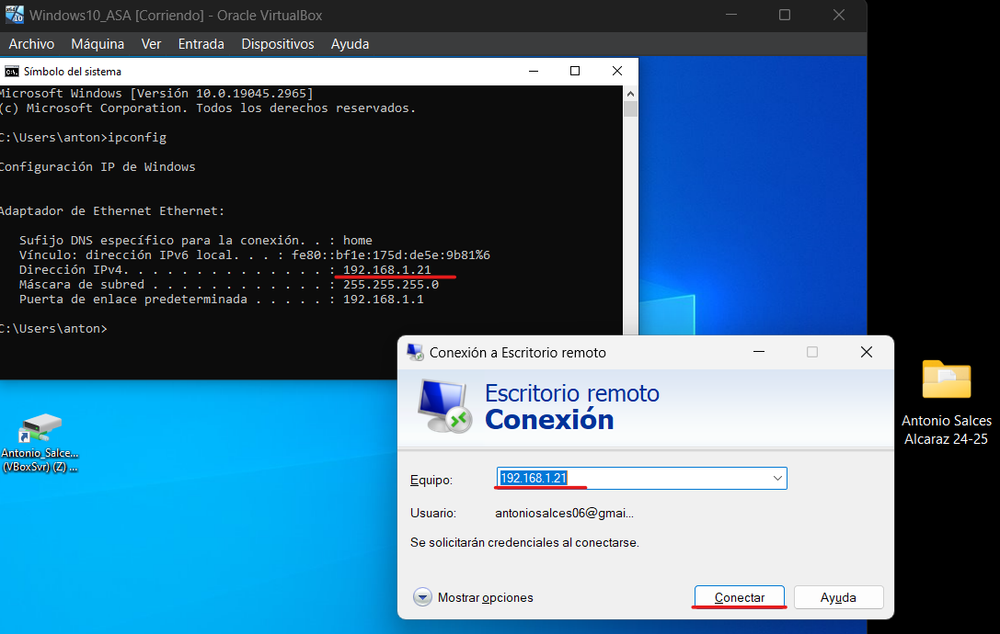 Windows10_ASA [Corriendo] - Oracle VirtualBox
Archivo Máquina Ver Entrada Dispositivos Ayuda
Símbolo del sistema
Microsoft Windows [Versión 10.0.19045.2965]
(c) Microsoft Corporation. Todos los derechos reservados.
C:\Users\anton>ipconfig
Configuración IP de Windows
Adaptador de Ethernet Ethernet:
Sufijo DNS específico para la conexión. . : home
Vínculo: dirección IPv6 local. . . : fe80::bf1e:175d:de5e:9b81%6
Dirección IPv4. . . . . . . . . . . . . . : 192.168.1.21
Máscara de subred . . . . . . . . . . . . : 255.255.255.0
Puerta de enlace predeterminada . . . . . : 192.168.1.1
C:\Users\anton>
Antonio_Salce...
(VBoxSvr) (Z) ...
Conexión a Escritorio remoto
Escritorio remoto
Conexión
Equipo: 192.168.1.21
Usuario: antoniosalces06@gmai...
Se solicitarán credenciales al conectarse.
Mostrar opciones Conectar Ayuda
Antonio Salces
Alcaraz 24-25